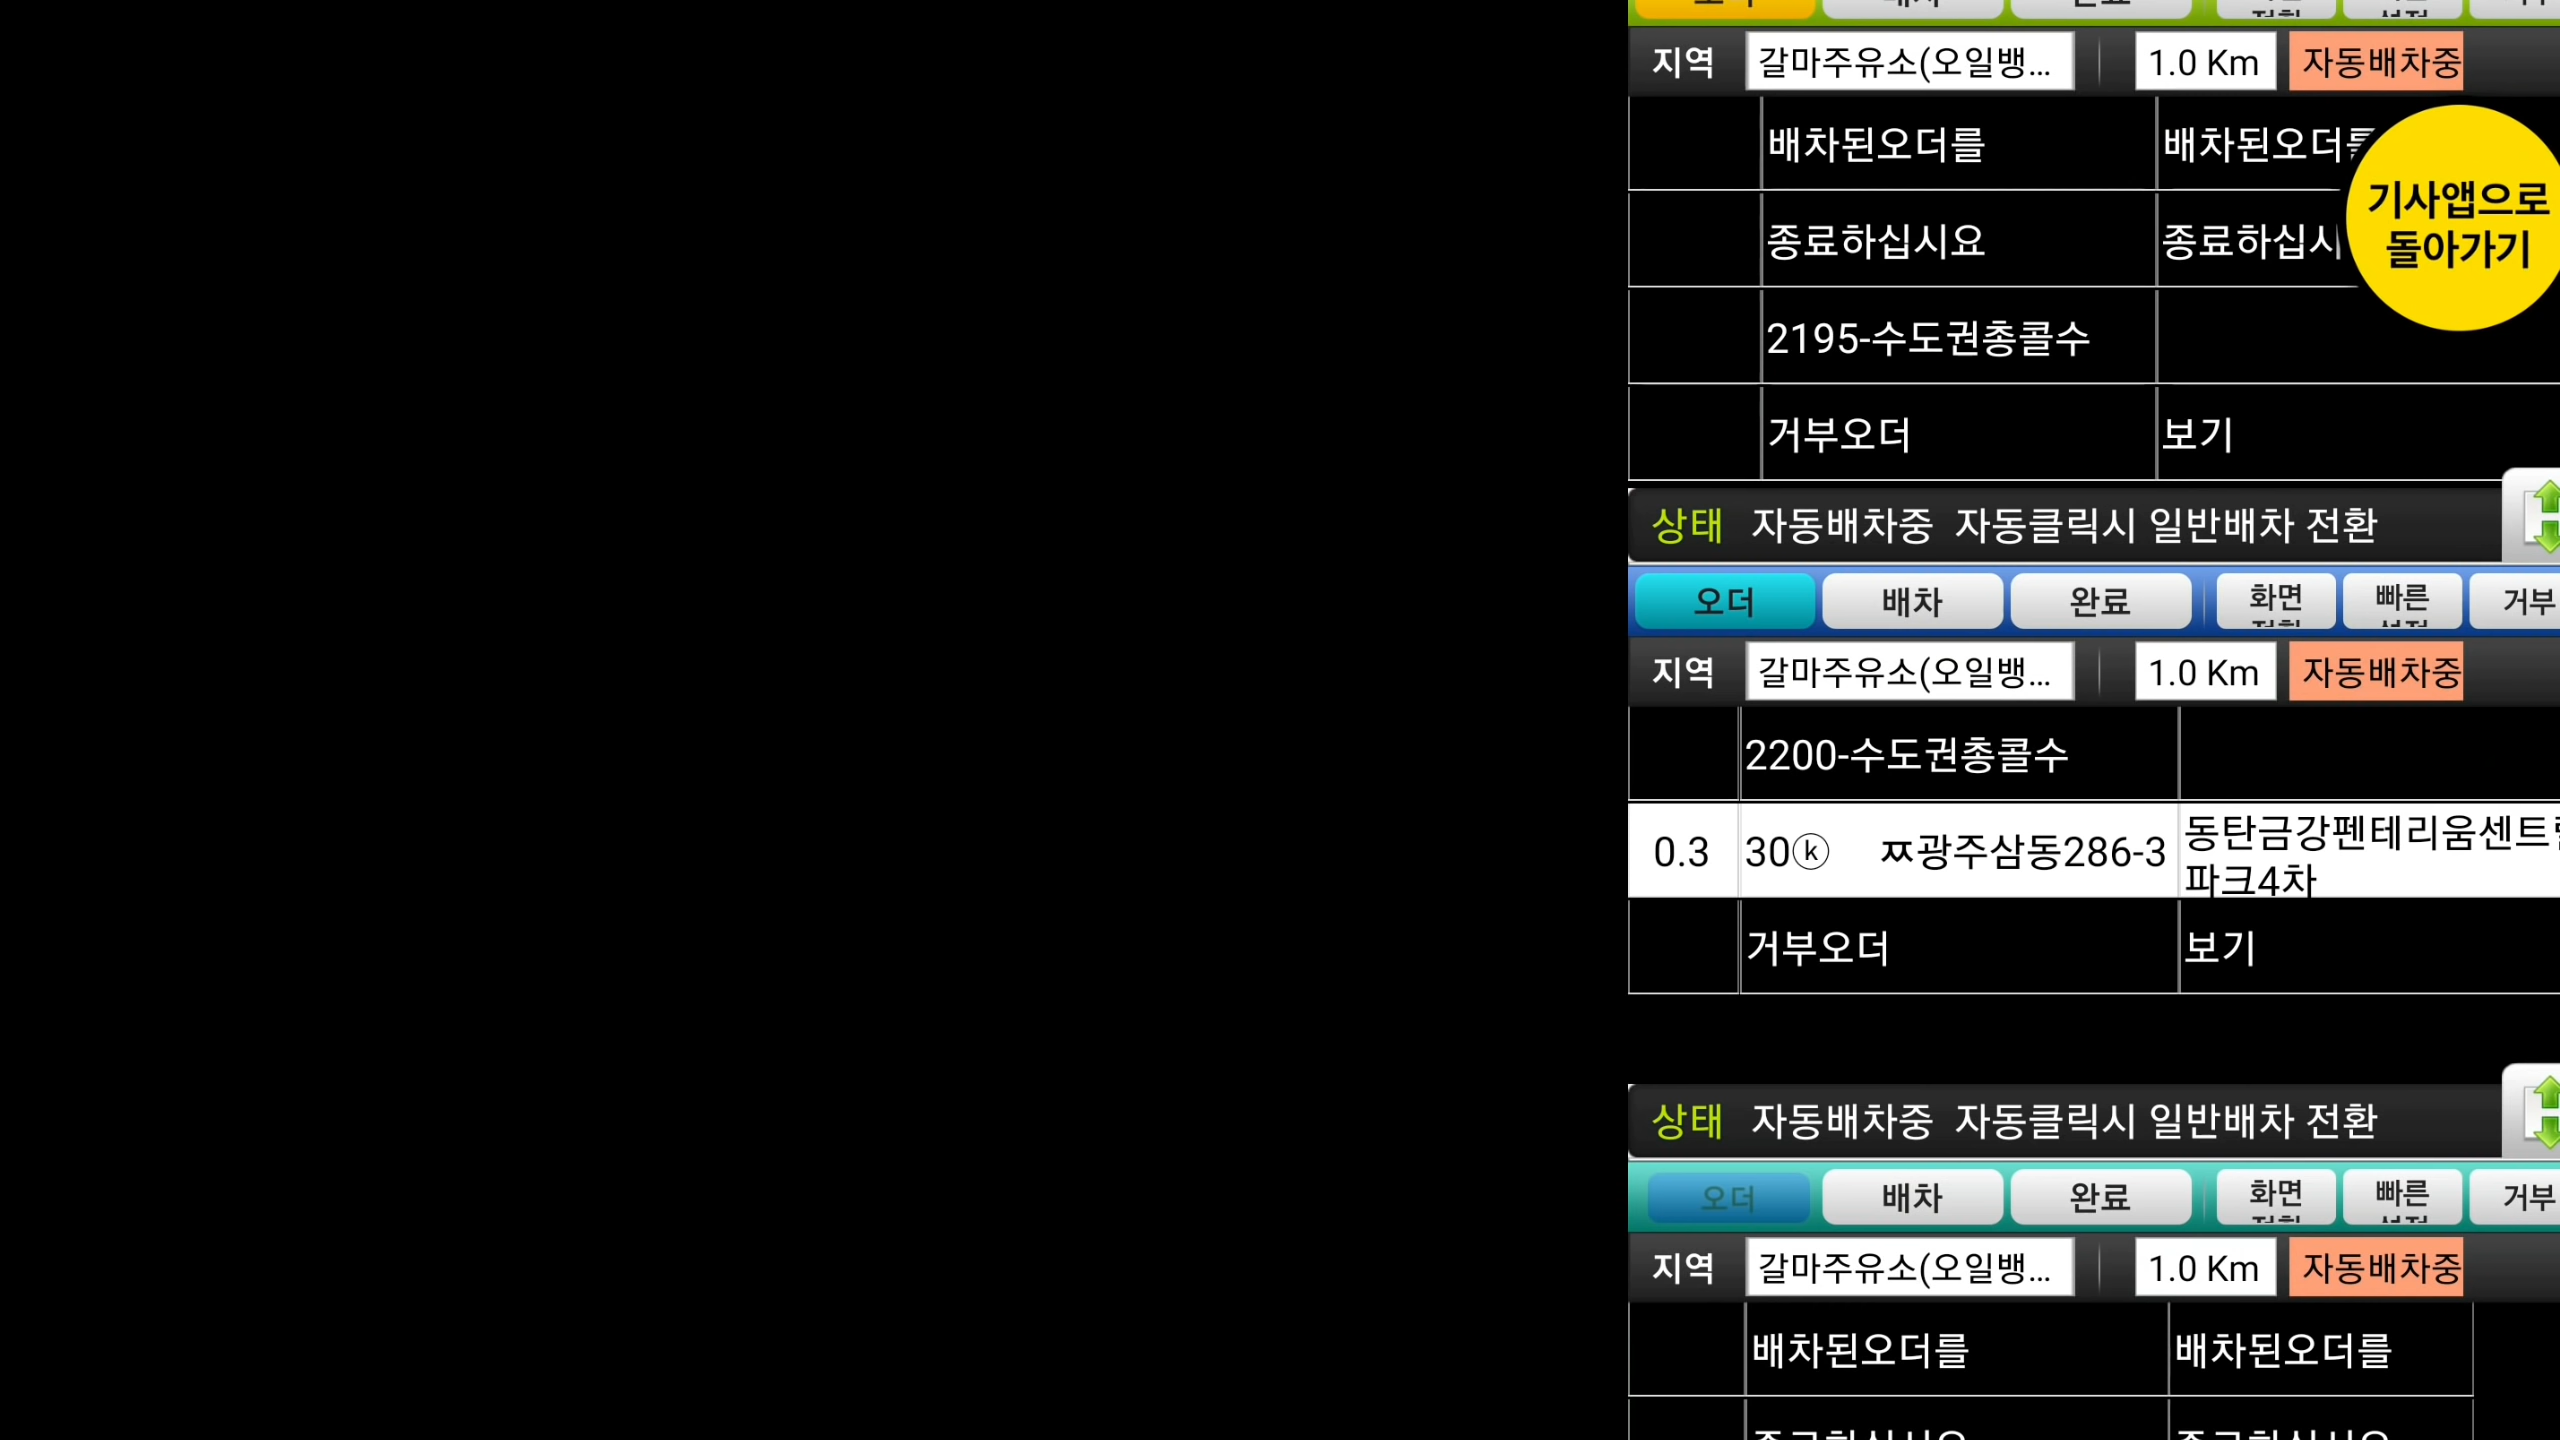 지역 갈마주유소(오일뱅... 1.0 Km 자동배차중
배차된오더를 배차된오더를
기사앱으로
돌아가기
종료하십시요 종료하십시
2195-수도권총콜수
거부오더 보기
상태 자동배차중 자동클릭시 일반배차 전환
오더 배차 완료 화면 빠른 거부
지역 갈마주유소(오일뱅... 1.0 Km 자동배차중
2200-수도권총콜수
0.3 30ⓚ ㅉ광주삼동286-3 동탄금강펜테리움센트럴
파크4차
거부오더 보기
상태 자동배차중 자동클릭시 일반배차 전환
오더 배차 완료 화면 빠른 거부
지역 갈마주유소(오일뱅... 1.0 Km 자동배차중
배차된오더를 배차된오더를